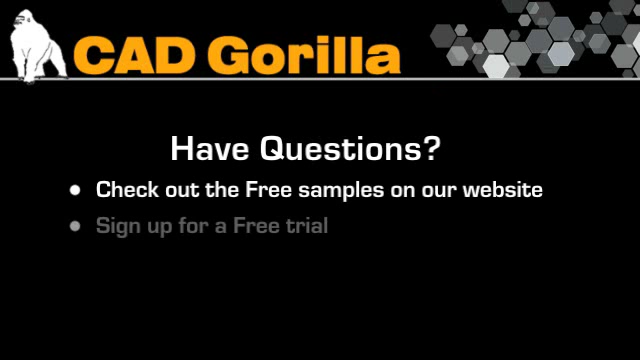 CAD Gorilla
Have Questions?
● Check out the Free samples on our website
● Sign up for a Free trial